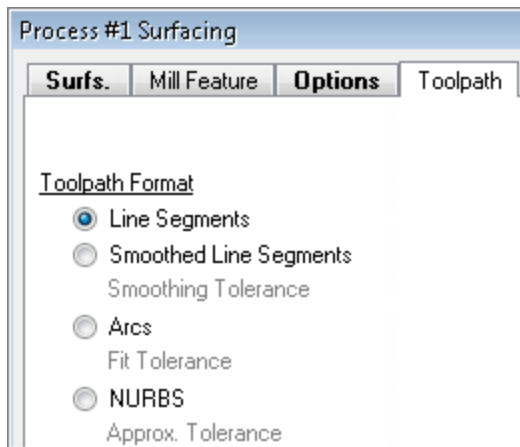 Process #1 Surfacing
Surfs. Mill Feature Options Toolpath
Toolpath Format
Line Segments
Smoothed Line Segments
Smoothing Tolerance
Arcs
Fit Tolerance
NURBS
Approx. Tolerance